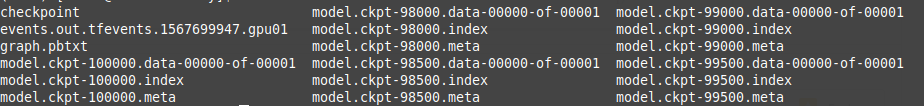 checkpoint model.ckpt-98000.data-00000-of-00001 model.ckpt-99000.data-00000-of-00001
events.out.tfevents.1567699947.gpu01 model.ckpt-98000.index model.ckpt-99000.index
graph.pbtxt model.ckpt-98000.meta model.ckpt-99000.meta
model.ckpt-100000.data-00000-of-00001 model.ckpt-98500.data-00000-of-00001 model.ckpt-99500.data-00000-of-00001
model.ckpt-100000.index model.ckpt-98500.index model.ckpt-99500.index
model.ckpt-100000.meta model.ckpt-98500.meta model.ckpt-99500.meta